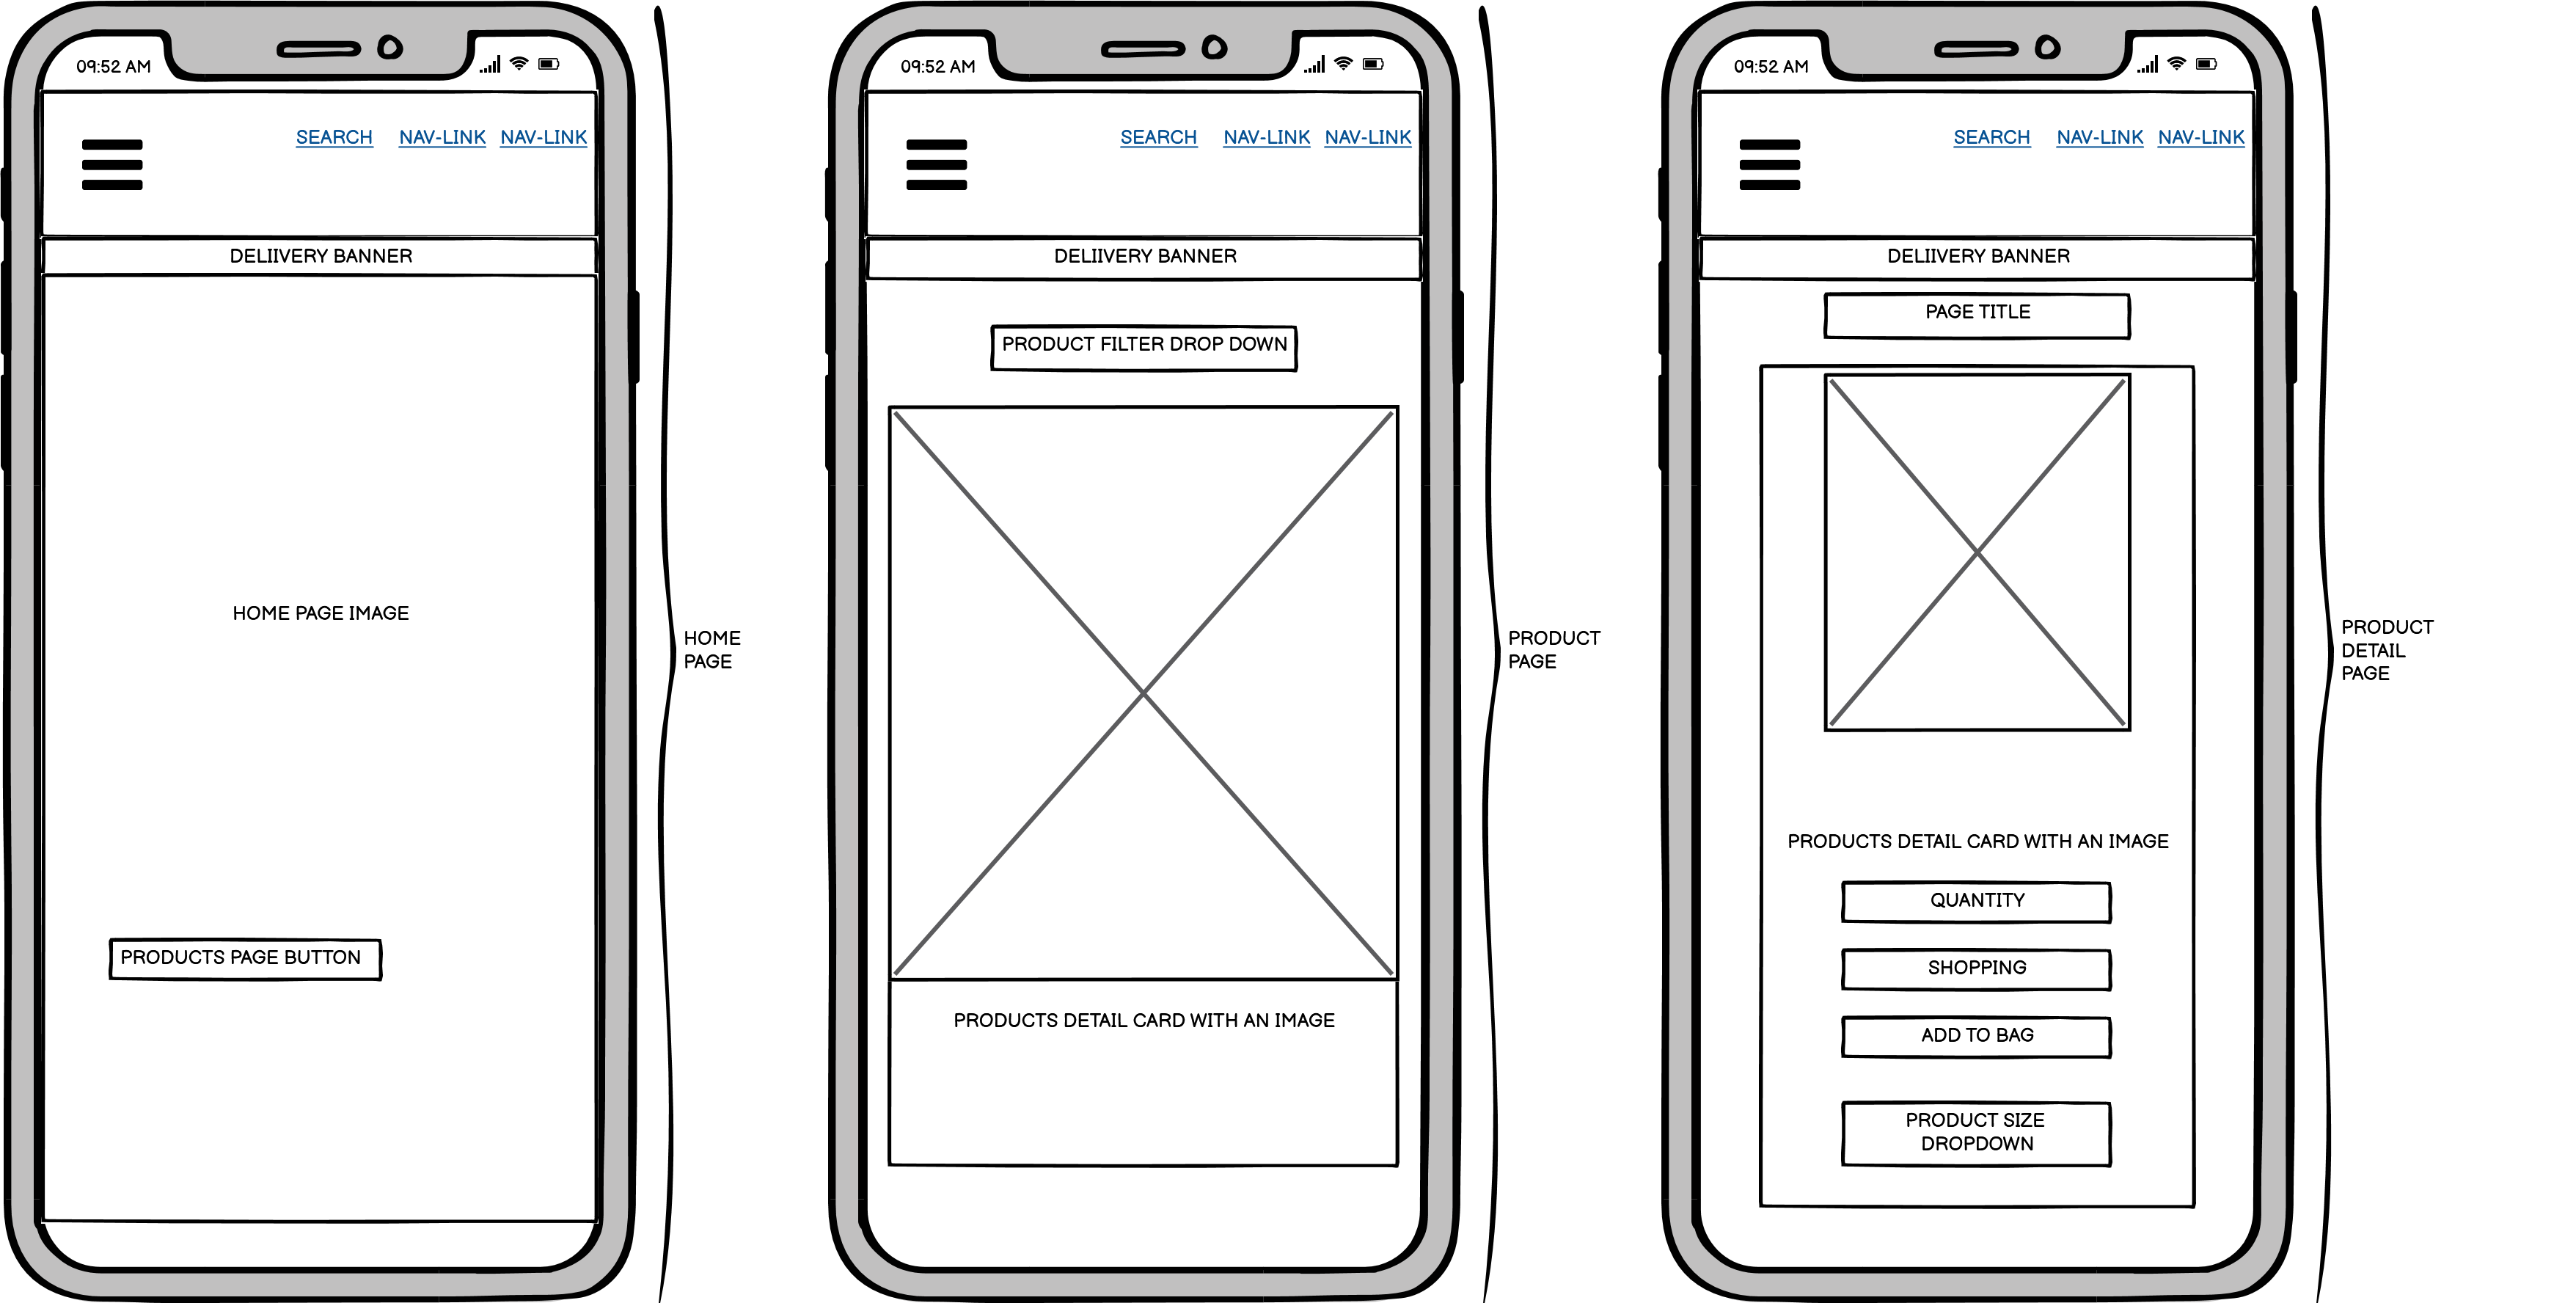 09:52 AM
SEARCH NAV-LINK NAV-LINK
DELIIVERY BANNER
HOME PAGE IMAGE
PRODUCTS PAGE BUTTON
HOME
PAGE
09:52 AM
SEARCH NAV-LINK NAV-LINK
DELIIVERY BANNER
PRODUCT FILTER DROP DOWN
PRODUCTS DETAIL CARD WITH AN IMAGE
PRODUCT
PAGE
09:52 AM
SEARCH NAV-LINK NAV-LINK
DELIIVERY BANNER
PAGE TITLE
PRODUCTS DETAIL CARD WITH AN IMAGE
QUANTITY
SHOPPING
ADD TO BAG
PRODUCT SIZE
DROPDOWN
PRODUCT
DETAIL
PAGE